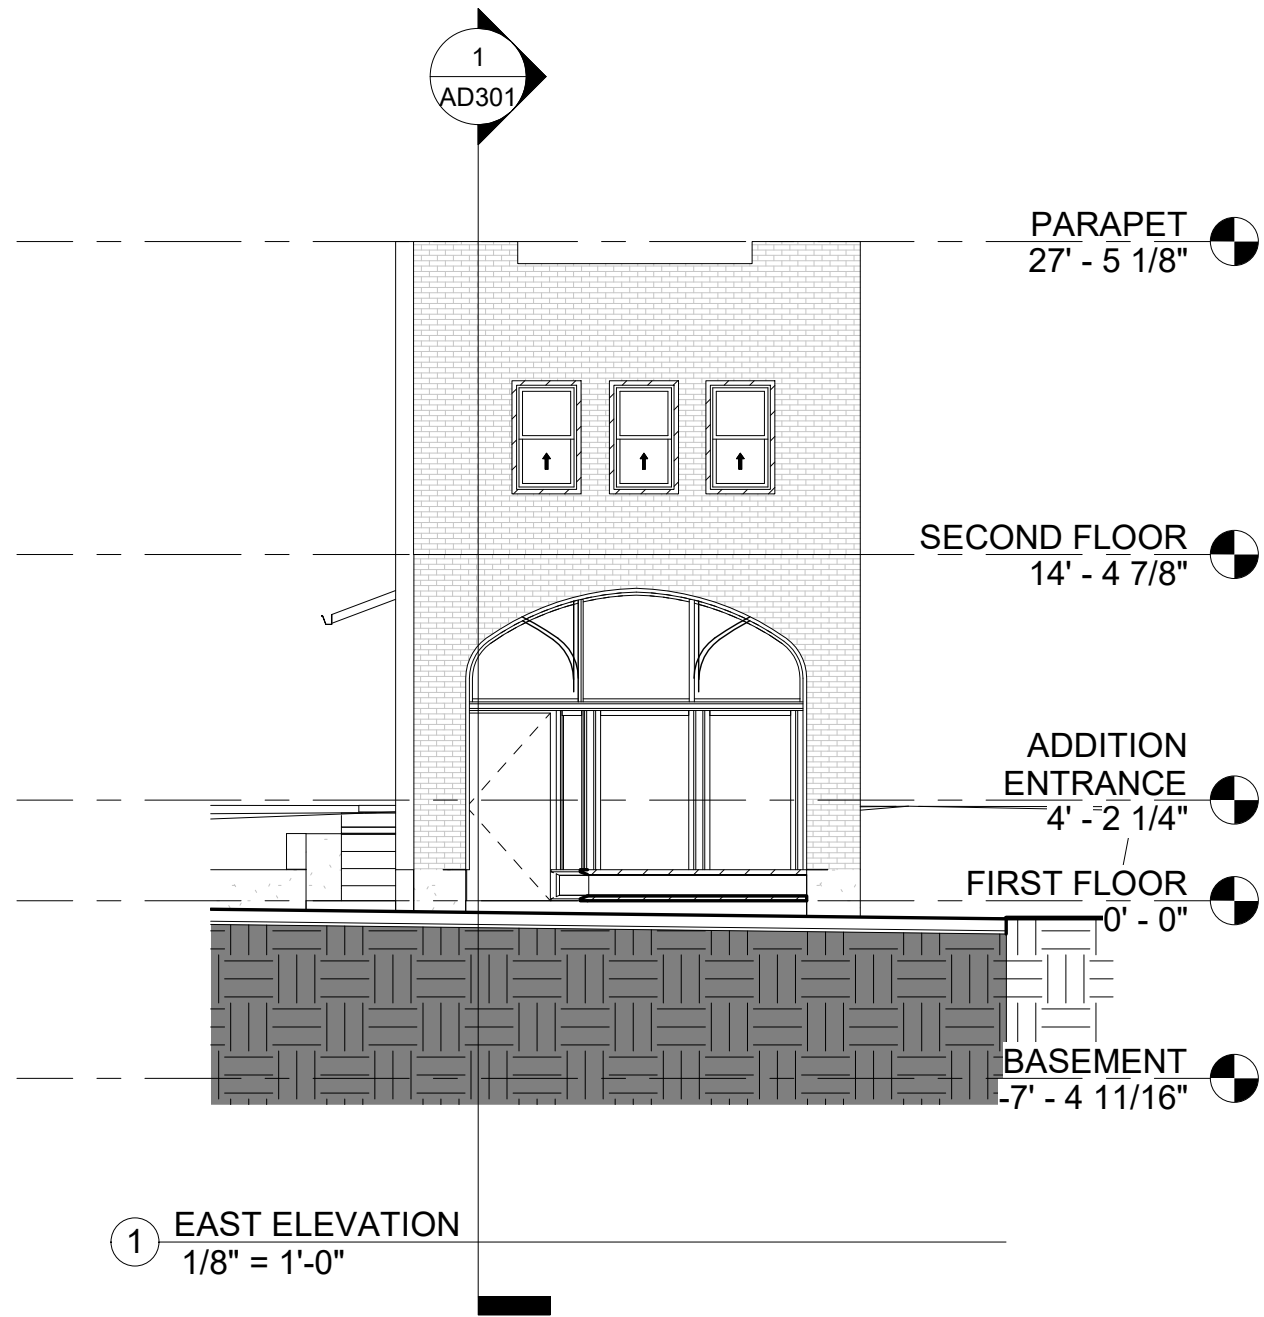 1
AD301
PARAPET
27' - 5 1/8"
SECOND FLOOR
14' - 4 7/8"
ADDITION
ENTRANCE
4' - 2 1/4"
FIRST FLOOR
0' - 0"
BASEMENT
-7' - 4 11/16"
1
EAST ELEVATION
1/8" = 1'-0"